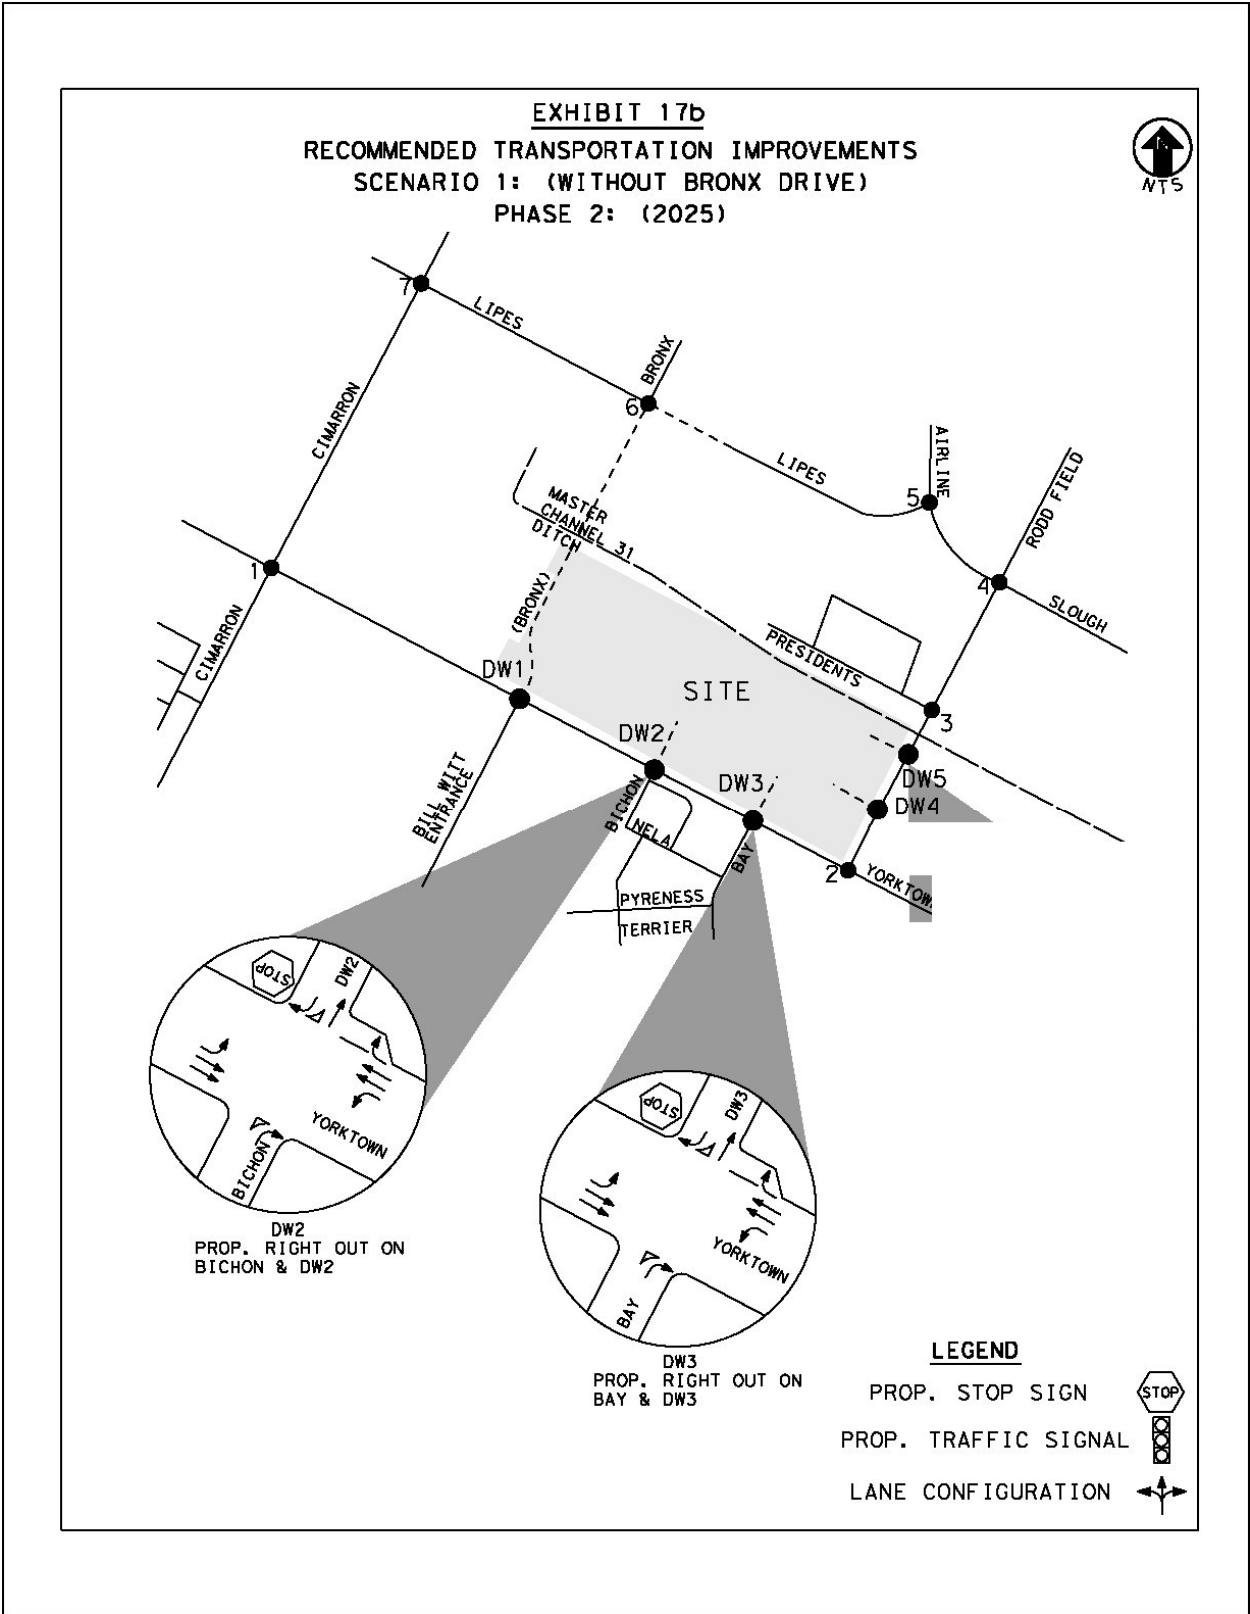 EXHIBIT 17b
RECOMMENDED TRANSPORTATION IMPROVEMENTS
SCENARIO 1: (WITHOUT BRONX DRIVE)
PHASE 2: (2025)
NTS
7
LIPES
BRONX
6
CIMARRON
LIPES
AIRLINE
5
RODD FIELD
MASTER
CHANNEL 31
DITCH
1
(BRONX)
4
SLOUGH
CIMARRON
PRESIDENTS
DW1
SITE
3
DW2
DW3
DW5
DW4
BILL WITT
ENTRANCE
BICHON
NELA
BAY
2
YORKTOWN
PYRENESS
TERRIER
STOP
DW2
YORKTOWN
BICHON
DW2
PROP. RIGHT OUT ON
BICHON & DW2
STOP
DW3
YORKTOWN
BAY
DW3
PROP. RIGHT OUT ON
BAY & DW3
LEGEND
PROP. STOP SIGN
STOP
PROP. TRAFFIC SIGNAL
LANE CONFIGURATION